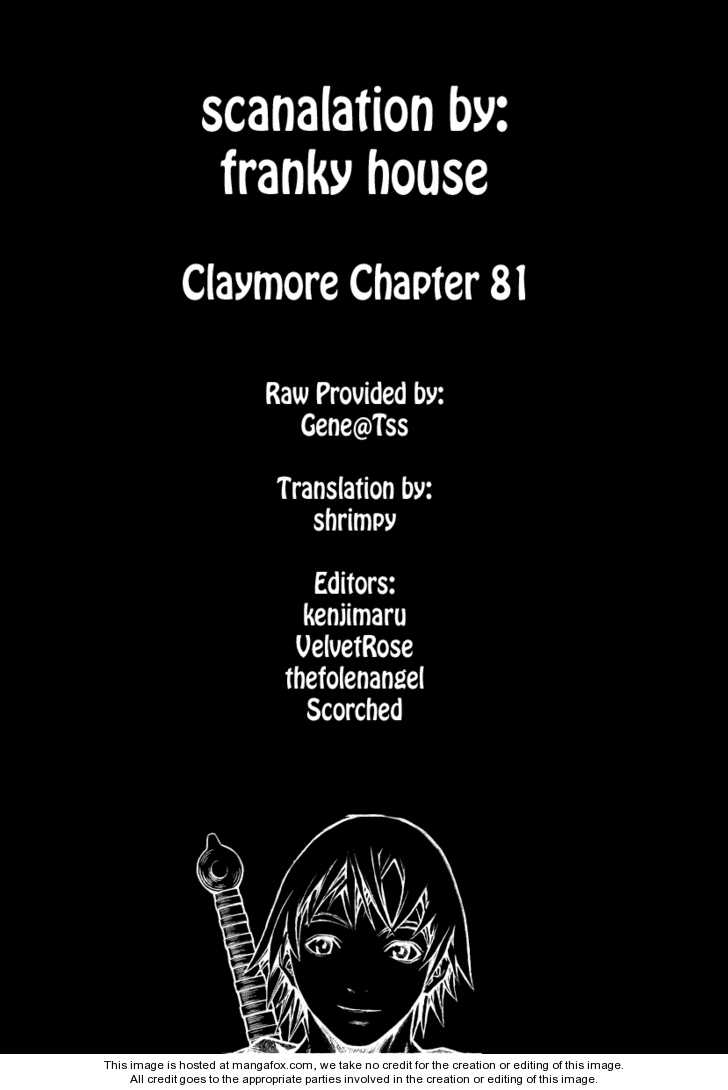 scanalation by:
franky house
Claymore Chapter 81
Raw Provided by:
Gene@Tss
Translation by:
shrimpy
Editors:
kenjimaru
VelvetRose
thefolenangel
Scorched
This image is hosted at mangafox.com, we take no credit for the creation or editing of this image.
All credit goes to the appropriate parties involved in the creation or editing of this image.